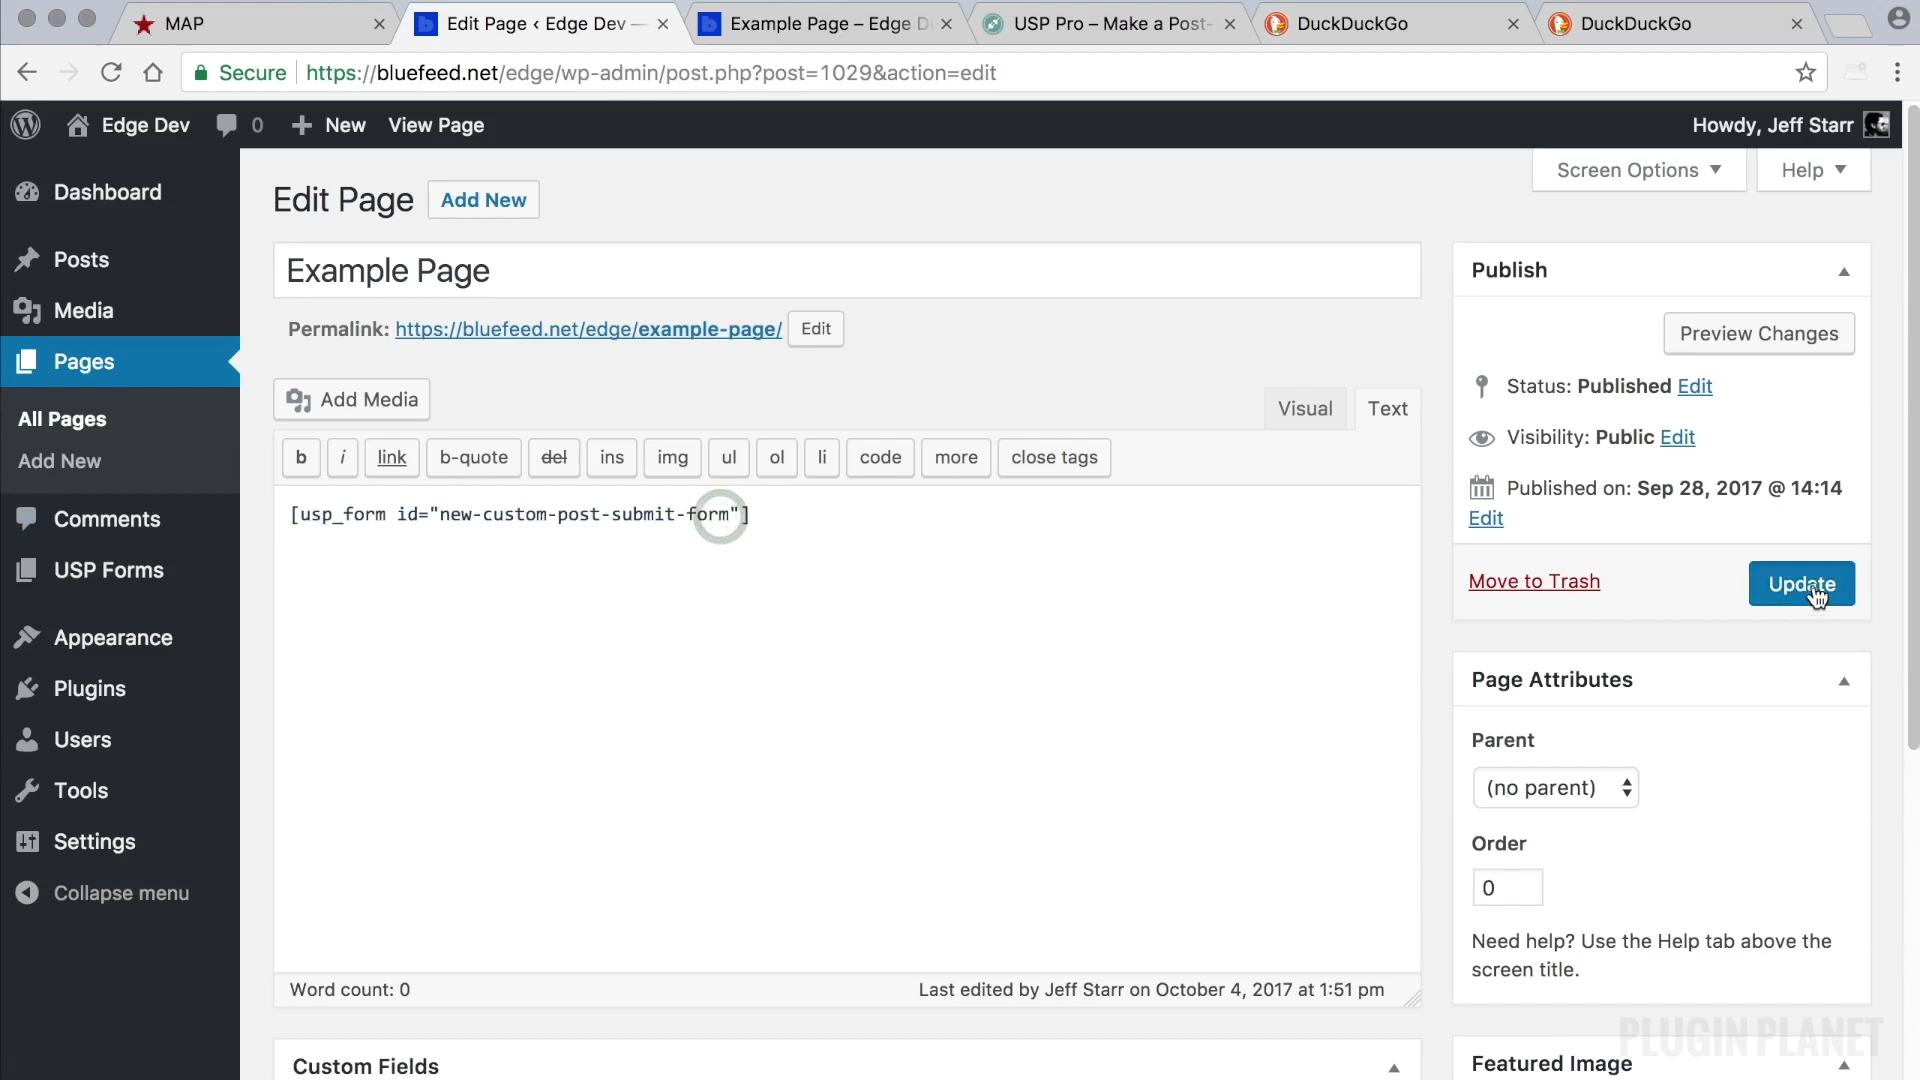 MAP
Edit Page ‹ Edge Dev —
Example Page – Edge D
USP Pro – Make a Post-
DuckDuckGo
DuckDuckGo
Secure
https://bluefeed.net/edge/wp-admin/post.php?post=1029&action=edit
Edge Dev
0
New
View Page
Howdy, Jeff Starr
Screen Options
Help
Dashboard
Posts
Media
Pages
All Pages
Add New
Comments
USP Forms
Appearance
Plugins
Users
Tools
Settings
Collapse menu
Edit Page
Add New
Example Page
Permalink: https://bluefeed.net/edge/example-page/ Edit
Add Media
Visual
Text
b
i
link
b-quote
del
ins
img
ul
ol
li
code
more
close tags
[usp_form id="new-custom-post-submit-form"]
Word count: 0
Last edited by Jeff Starr on October 4, 2017 at 1:51 pm
Custom Fields
Publish
Preview Changes
Status: Published Edit
Visibility: Public Edit
Published on: Sep 28, 2017 @ 14:14
Edit
Move to Trash
Update
Page Attributes
Parent
(no parent)
Order
0
Need help? Use the Help tab above the
screen title.
PLUGIN PLANET
Featured Image